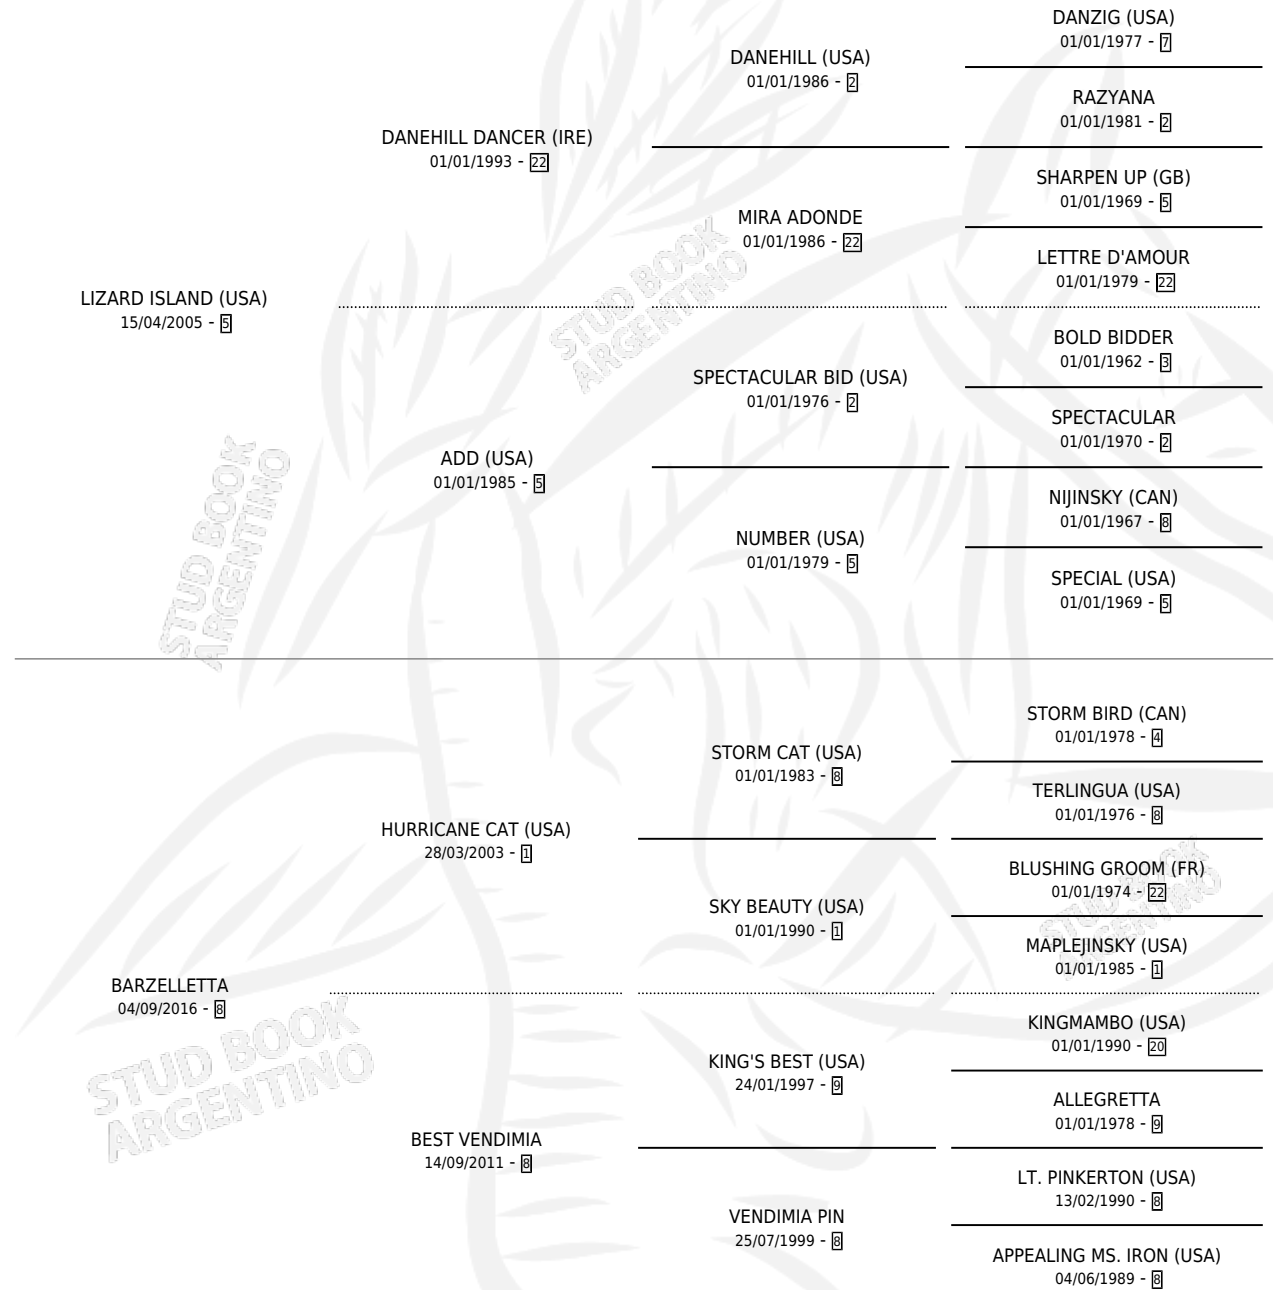 DANZIG (USA)
01/01/1977 - 7
DANEHILL (USA)
01/01/1986 - 2
RAZYANA
01/01/1981 - 2
DANEHILL DANCER (IRE)
01/01/1993 - 22
SHARPEN UP (GB)
01/01/1969 - 5
MIRA ADONDE
01/01/1986 - 22
LETTRE D'AMOUR
01/01/1979 - 22
LIZARD ISLAND (USA)
15/04/2005 - 5
BOLD BIDDER
01/01/1962 - 3
SPECTACULAR BID (USA)
01/01/1976 - 2
SPECTACULAR
01/01/1970 - 2
ADD (USA)
01/01/1985 - 5
NIJINSKY (CAN)
01/01/1967 - 8
NUMBER (USA)
01/01/1979 - 5
SPECIAL (USA)
01/01/1969 - 5
STORM BIRD (CAN)
01/01/1978 - 4
STORM CAT (USA)
01/01/1983 - 8
TERLINGUA (USA)
01/01/1976 - 8
HURRICANE CAT (USA)
28/03/2003 - 1
BLUSHING GROOM (FR)
01/01/1974 - 22
SKY BEAUTY (USA)
01/01/1990 - 1
MAPLEJINSKY (USA)
01/01/1985 - 1
BARZELLETTA
04/09/2016 - 8
KINGMAMBO (USA)
01/01/1990 - 20
KING'S BEST (USA)
24/01/1997 - 9
ALLEGRETTA
01/01/1978 - 9
BEST VENDIMIA
14/09/2011 - 8
LT. PINKERTON (USA)
13/02/1990 - 8
VENDIMIA PIN
25/07/1999 - 8
APPEALING MS. IRON (USA)
04/06/1989 - 8
STUD BOOK
ARGENTINO
STUD BOOK
ARGENTINO
STUD BOOK
ARGENTINO
STUD BOOK
ARGENTINO